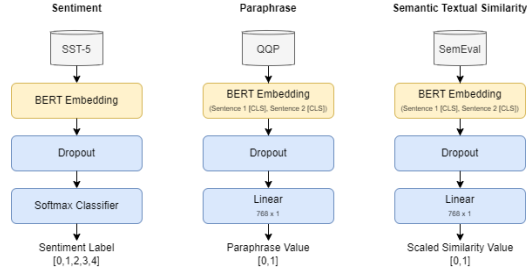 Sentiment
SST-5
BERT Embedding
Dropout
Softmax Classifier
Sentiment Label
[0,1,2,3,4]
Paraphrase
QQP
BERT Embedding
(Sentence 1 [CLS], Sentence 2 [CLS])
Dropout
Linear
768 x 1
Paraphrase Value
[0,1]
Semantic Textual Similarity
SemEval
BERT Embedding
(Sentence 1 [CLS], Sentence 2 [CLS])
Dropout
Linear
768 x 1
Scaled Similarity Value
[0,1]